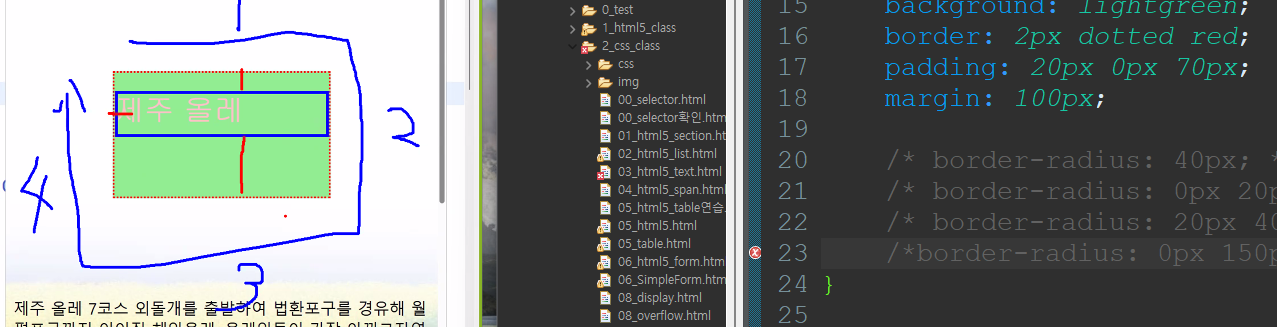 1
2
3
4
제주 올레
제주 올레 7코스 외돌개를 출발하여 법환포구를 경유해 월
0_test
1_html5_class
2_css_class
css
img
00_selector.html
00_selector확인.htm
01_html5_section.ht
02_html5_list.html
03_html5_text.html
04_html5_span.html
05_html5_table연습.
05_html5.html
05_table.html
06_html5_form.htm
06_SimpleForm.htm
08_display.html
08_overflow.html
15 background: lightgreen;
16 border: 2px dotted red;
17 padding: 20px 0px 70px;
18 margin: 100px;
19
20 /* border-radius: 40px; *
21 /* border-radius: 0px 20p
22 /* border-radius: 20px 40
23 /*border-radius: 0px 150p
24 }
25